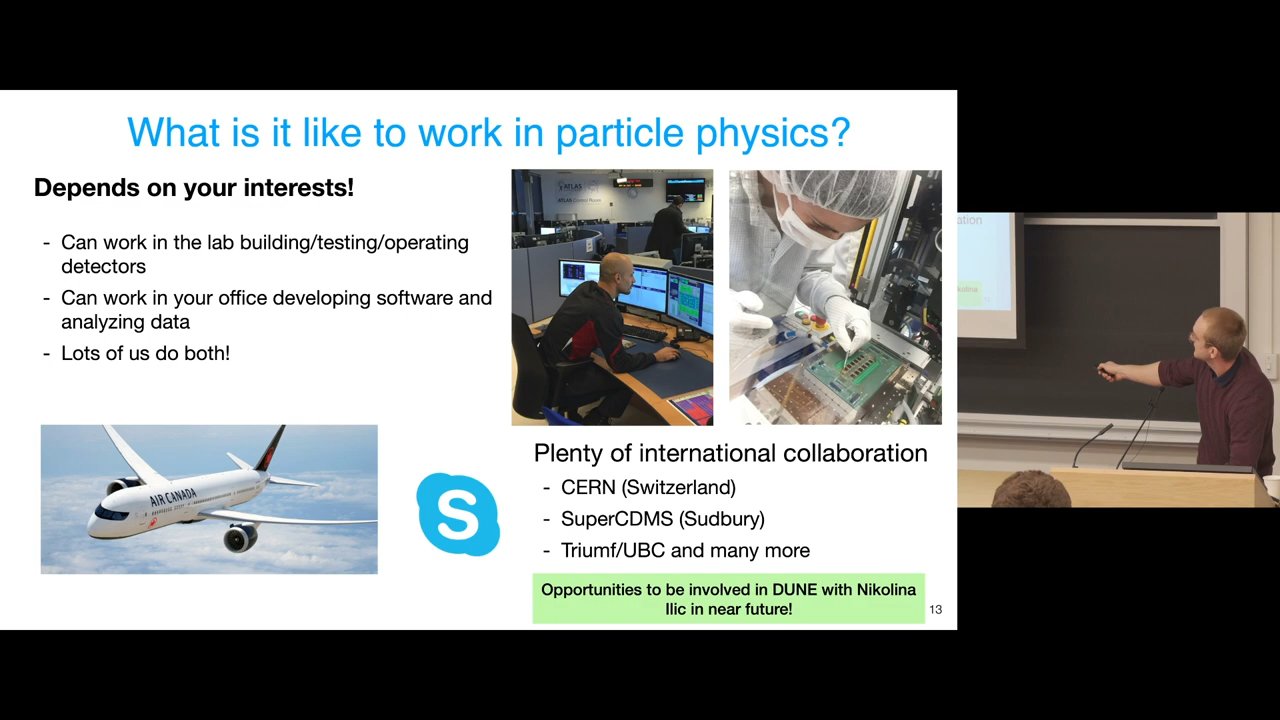 What is it like to work in particle physics?
Depends on your interests!
- Can work in the lab building/testing/operating
detectors
- Can work in your office developing software and
analyzing data
- Lots of us do both!
ATLAS
ATLAS Control Room
AIR CANADA
S
Plenty of international collaboration
- CERN (Switzerland)
- SuperCDMS (Sudbury)
- Triumf/UBC and many more
Opportunities to be involved in DUNE with Nikolina
Ilic in near future!
13